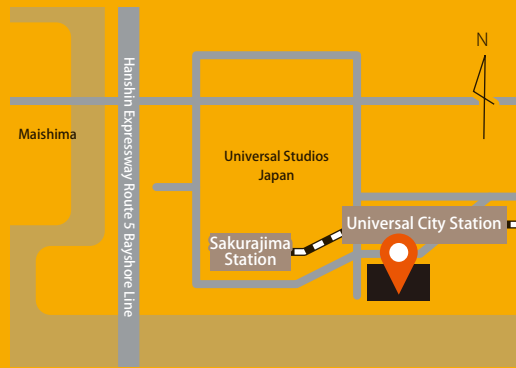 N
Hanshin Expressway Route 5 Bayshore Line
Maishima
Universal Studios
Japan
Universal City Station
Sakurajima
Station